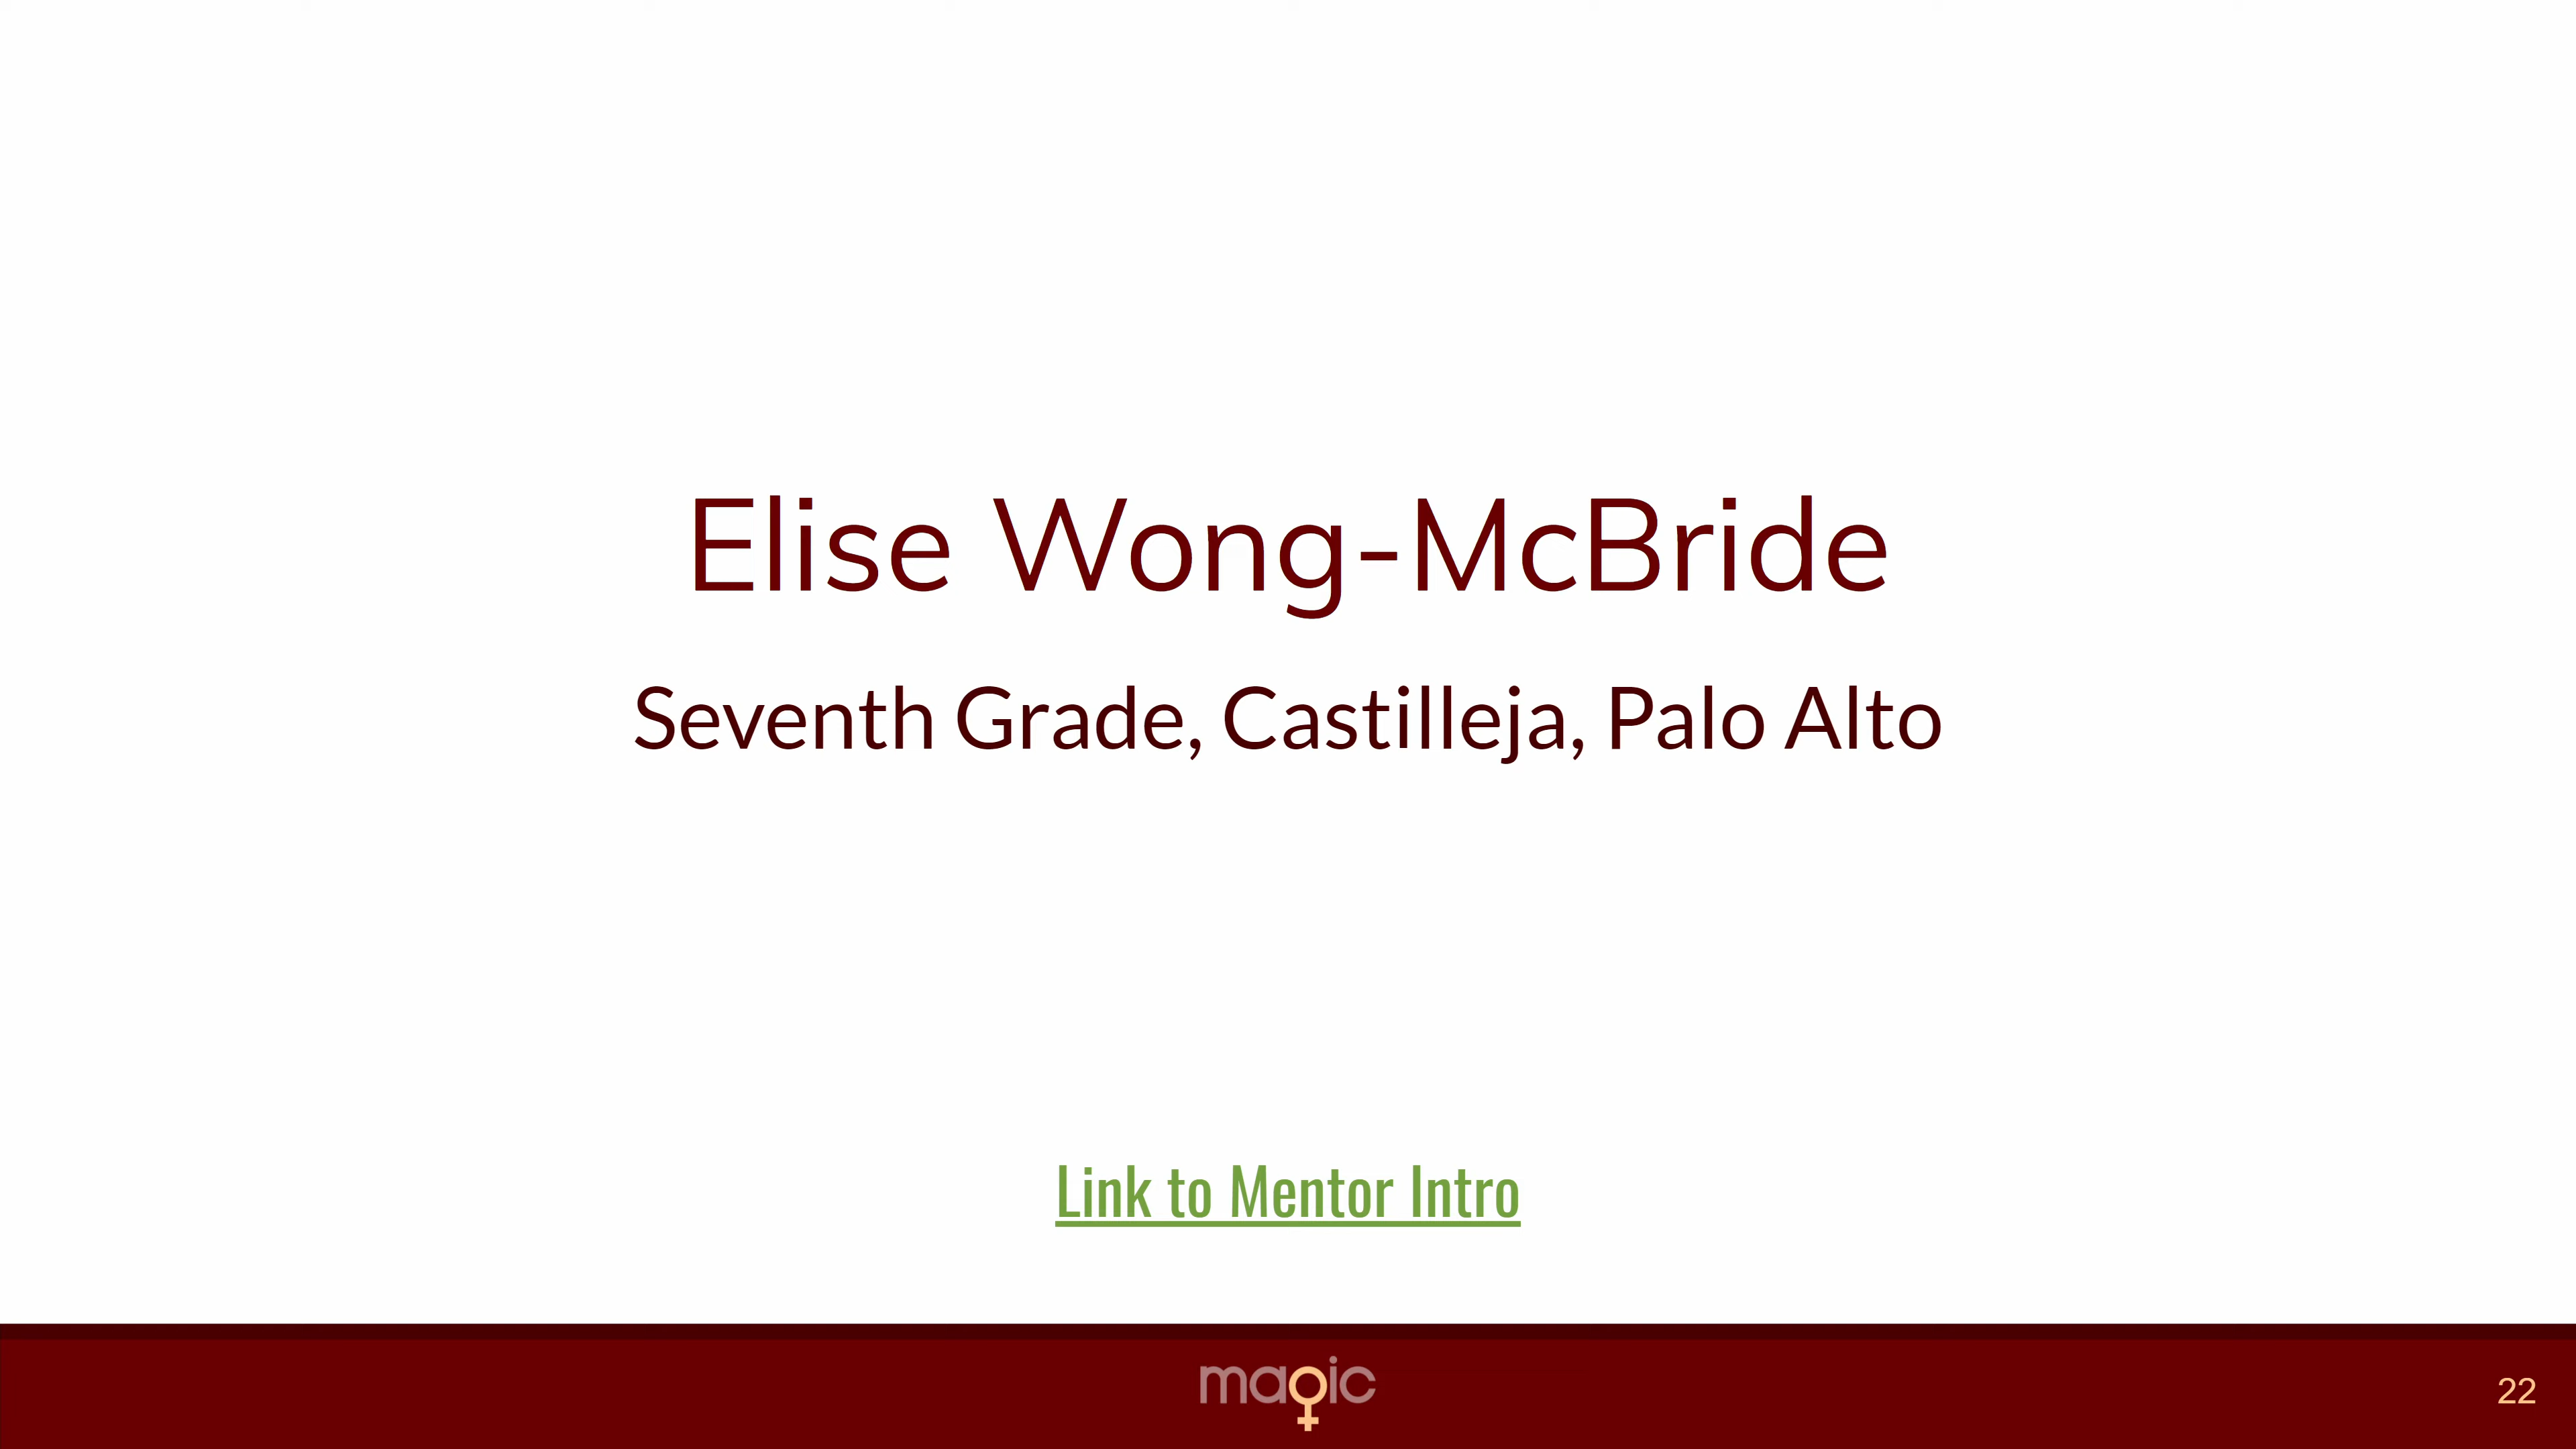 Elise Wong-McBride
Seventh Grade, Castilleja, Palo Alto
Link to Mentor Intro
magic
22